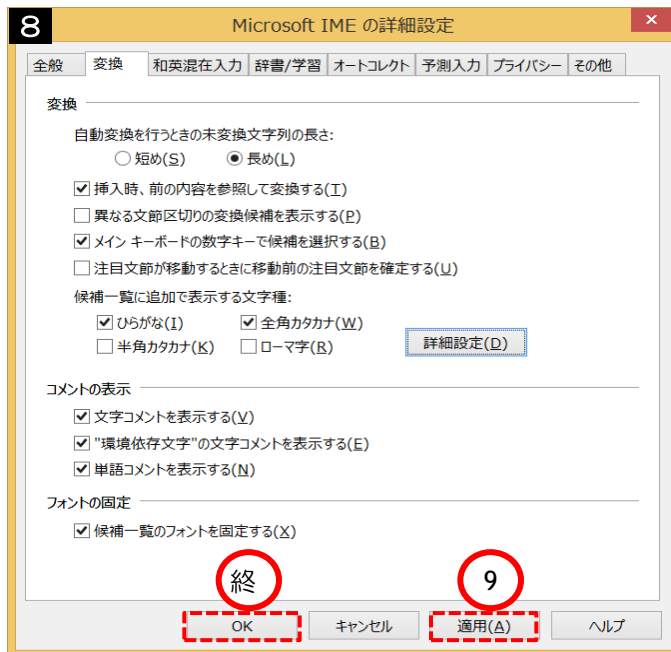 8
Microsoft IME の詳細設定
×
全般 変換 和英混在入力 辞書/学習 オートコレクト 予測入力 プライバシー その他
変換
自動変換を行うときの未変換文字列の長さ:
短め(S) 長め(L)
挿入時、前の内容を参照して変換する(T)
異なる文節区切りの変換候補を表示する(P)
メイン キーボードの数字キーで候補を選択する(B)
注目文節が移動するときに移動前の注目文節を確定する(U)
候補一覧に追加で表示する文字種:
ひらがな(I) 全角カタカナ(W)
半角カタカナ(K) ローマ字(R) 詳細設定(D)
コメントの表示
文字コメントを表示する(V)
"環境依存文字"の文字コメントを表示する(E)
単語コメントを表示する(N)
フォントの固定
候補一覧のフォントを固定する(X)
終 9
OK キャンセル 適用(A) ヘルプ